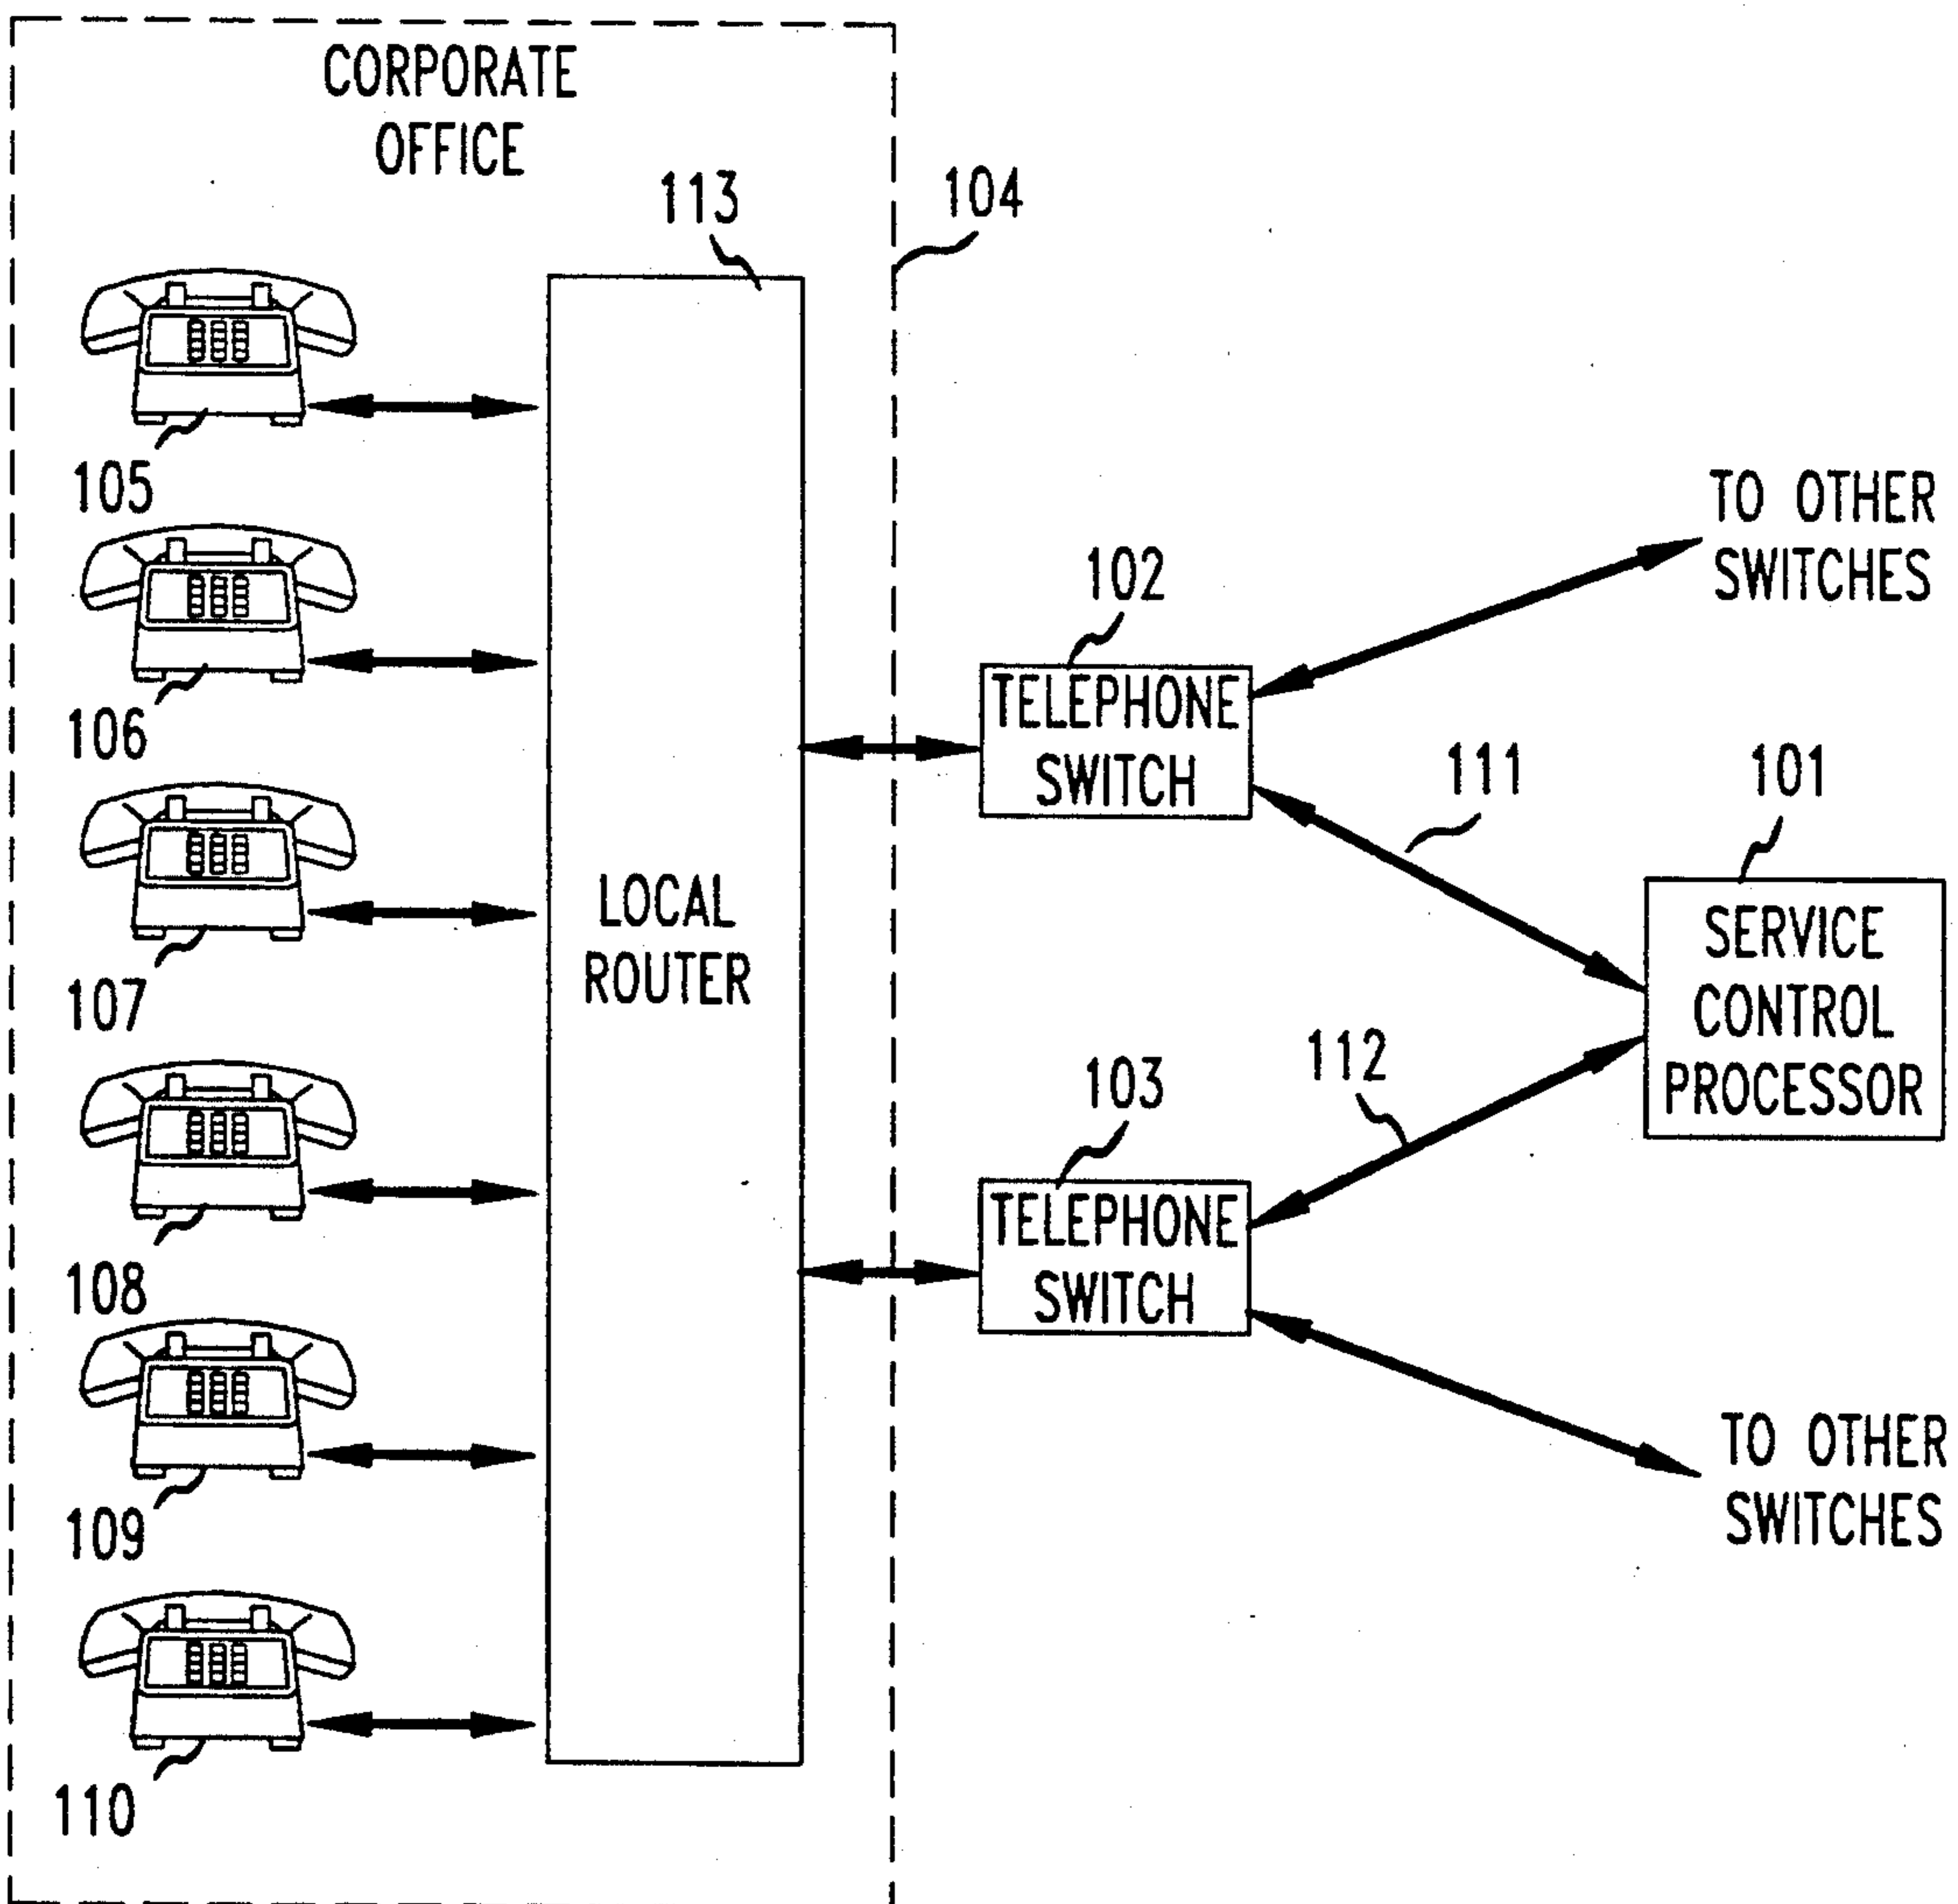 CORPORATE
OFFICE
113
104
105
106
107
108
109
110
LOCAL
ROUTER
102
TELEPHONE
SWITCH
103
TELEPHONE
SWITCH
TO OTHER
SWITCHES
111
101
SERVICE
CONTROL
PROCESSOR
112
TO OTHER
SWITCHES